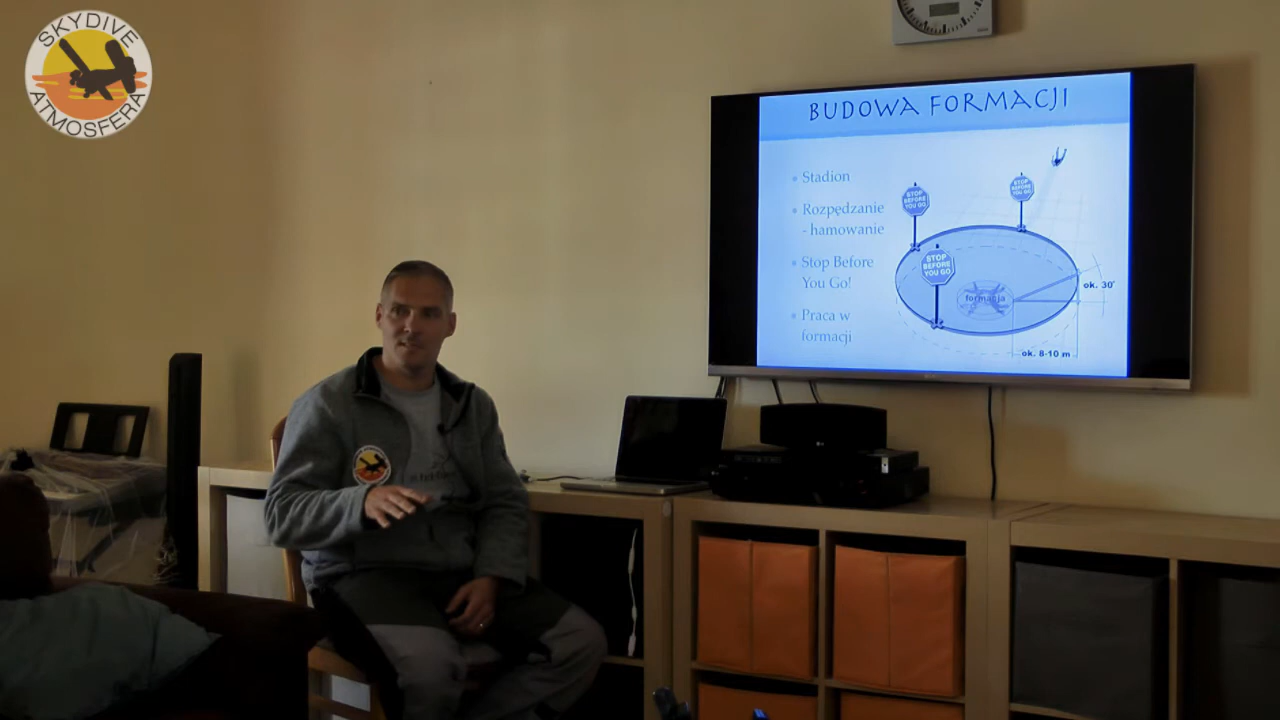 SKYDIVE
ATMOSFERA
BUDOWA FORMACJI
Stadion
Rozpędzanie
- hamowanie
Stop Before
You Go!
Praca w
formacji
STOP
BEFORE
YOU GO
STOP
BEFORE
YOU GO
STOP
BEFORE
YOU GO
formacja
ok. 30°
ok. 8-10 m
LG